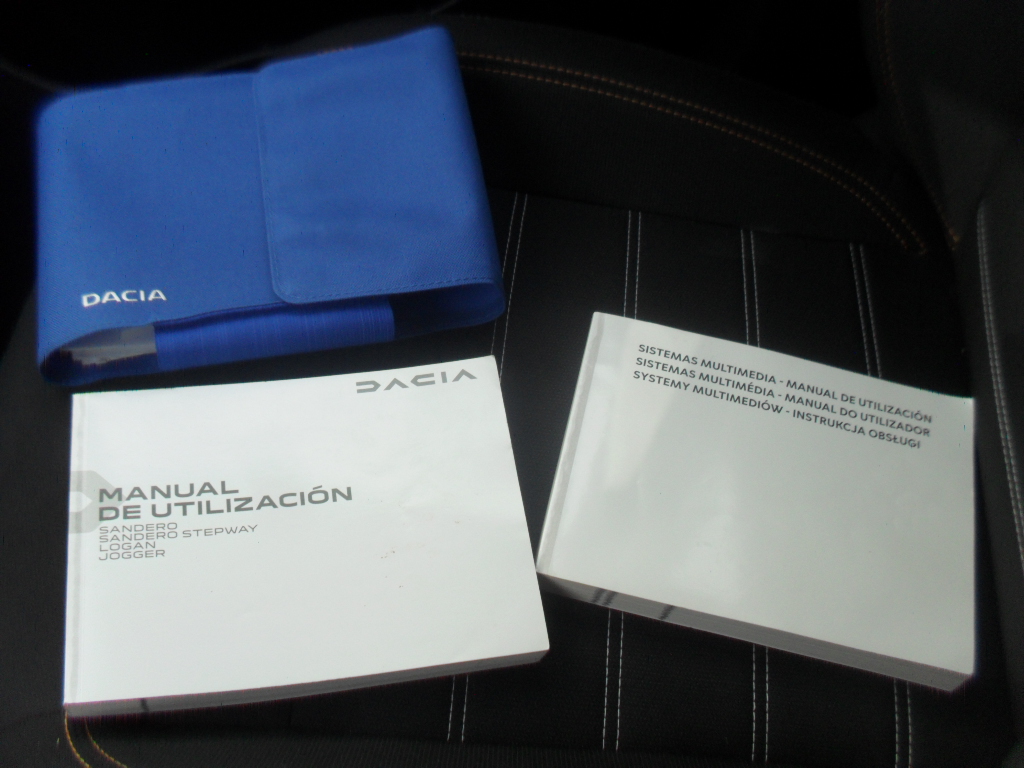 DACIA
DACIA
MANUAL
DE UTILIZACIÓN
SANDERO
SANDERO STEPWAY
LOGAN
JOGGER
SISTEMAS MULTIMEDIA - MANUAL DE UTILIZACIÓN
SISTEMAS MULTIMÉDIA - MANUAL DO UTILIZADOR
SYSTEMY MULTIMEDIÓW - INSTRUKCJA OBSŁUGI